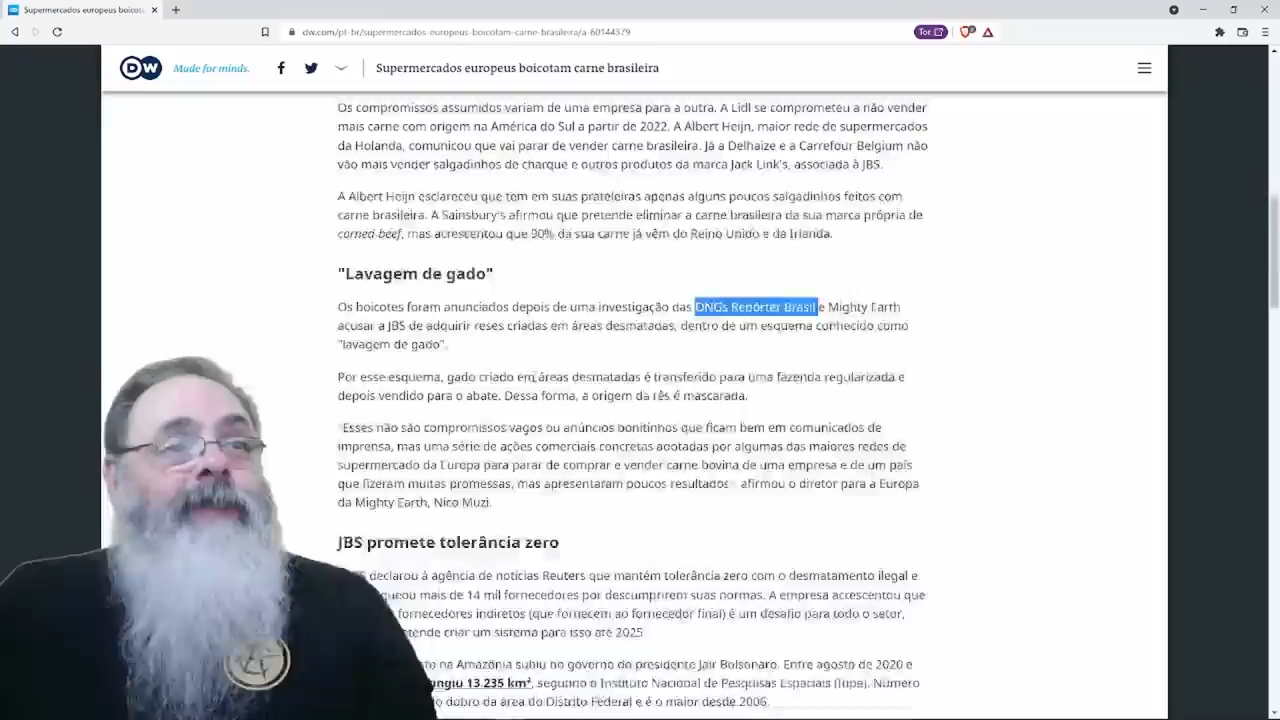 Supermercados europeus boicota
dw.com/pt-br/supermercados-europeus-boicotam-carne-brasileira/a-60144379
Tor
DW Made for minds. Supermercados europeus boicotam carne brasileira
Os compromissos assumidos variam de uma empresa para a outra. A Lidl se comprometeu a não vender
mais carne com origem na América do Sul a partir de 2022. A Albert Heijn, maior rede de supermercados
da Holanda, comunicou que vai parar de vender carne brasileira. Já a Delhaize e a Carrefour Belgium não
vão mais vender salgadinhos de charque e outros produtos da marca Jack Link's, associada à JBS.
A Albert Heijn esclareceu que tem em suas prateleiras apenas alguns poucos salgadinhos feitos com
carne brasileira. A Sainsbury's afirmou que pretende eliminar a carne brasileira da sua marca própria de
corned-beef, mas acrescentou que 90% da sua carne já vêm do Reino Unido e da Irlanda.
"Lavagem de gado"
Os boicotes foram anunciados depois de uma investigação das ONGs Repórter Brasil e Mighty Earth
acusar a JBS de adquirir reses criadas em áreas desmatadas, dentro de um esquema conhecido como
"lavagem de gado".
Por esse esquema, gado criado em áreas desmatadas é transferido para uma fazenda regularizada e
depois vendido para o abate. Dessa forma, a origem da rês é mascarada.
"Esses não são compromissos vagos ou anúncios bonitinhos que ficam bem em comunicados de
imprensa, mas uma série de ações comerciais concretas adotadas por algumas das maiores redes de
supermercado da Europa para parar de comprar e vender carne bovina de uma empresa e de um país
que fizeram muitas promessas, mas apresentaram poucos resultados", afirmou o diretor para a Europa
da Mighty Earth, Nico Muzi.
JBS promete tolerância zero
declarou à agência de notícias Reuters que mantém tolerância zero com o desmatamento ilegal e
queou mais de 14 mil fornecedores por descumprirem suas normas. A empresa acrescentou que
fornecedores indiretos (que fornecem ao fornecedor final) é um desafio para todo o setor,
tende criar um sistema para isso até 2025
to na Amazônia subiu no governo do presidente Jair Bolsonaro. Entre agosto de 2020 e
ngiu 13.235 km², segundo o Instituto Nacional de Pesquisas Espaciais (Inpe). Número
o dobro da área do Distrito Federal e é o maior desde 2006.